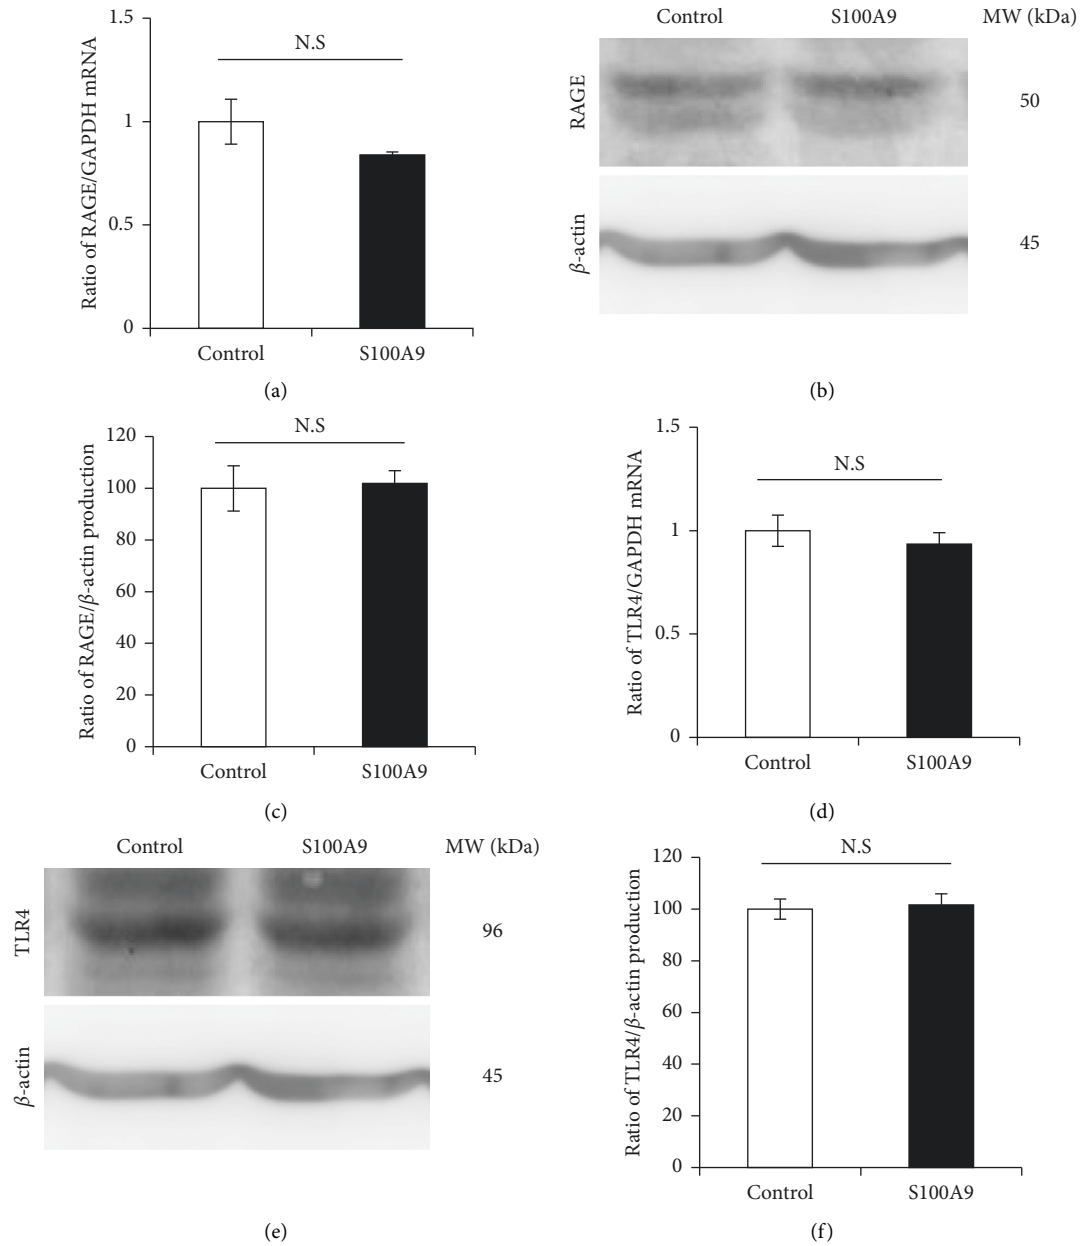 Ratio of RAGE/GAPDH mRNA
1.5
1
0.5
0
N.S
Control S100A9
(a)
Control S100A9 MW (kDa)
RAGE
50
β-actin
45
(b)
Ratio of RAGE/β-actin production
120
100
80
60
40
20
0
N.S
Control S100A9
(c)
Ratio of TLR4/GAPDH mRNA
1.5
1
0.5
0
N.S
Control S100A9
(d)
Control S100A9 MW (kDa)
TLR4
96
β-actin
45
(e)
Ratio of TLR4/β-actin production
120
100
80
60
40
20
0
N.S
Control S100A9
(f)